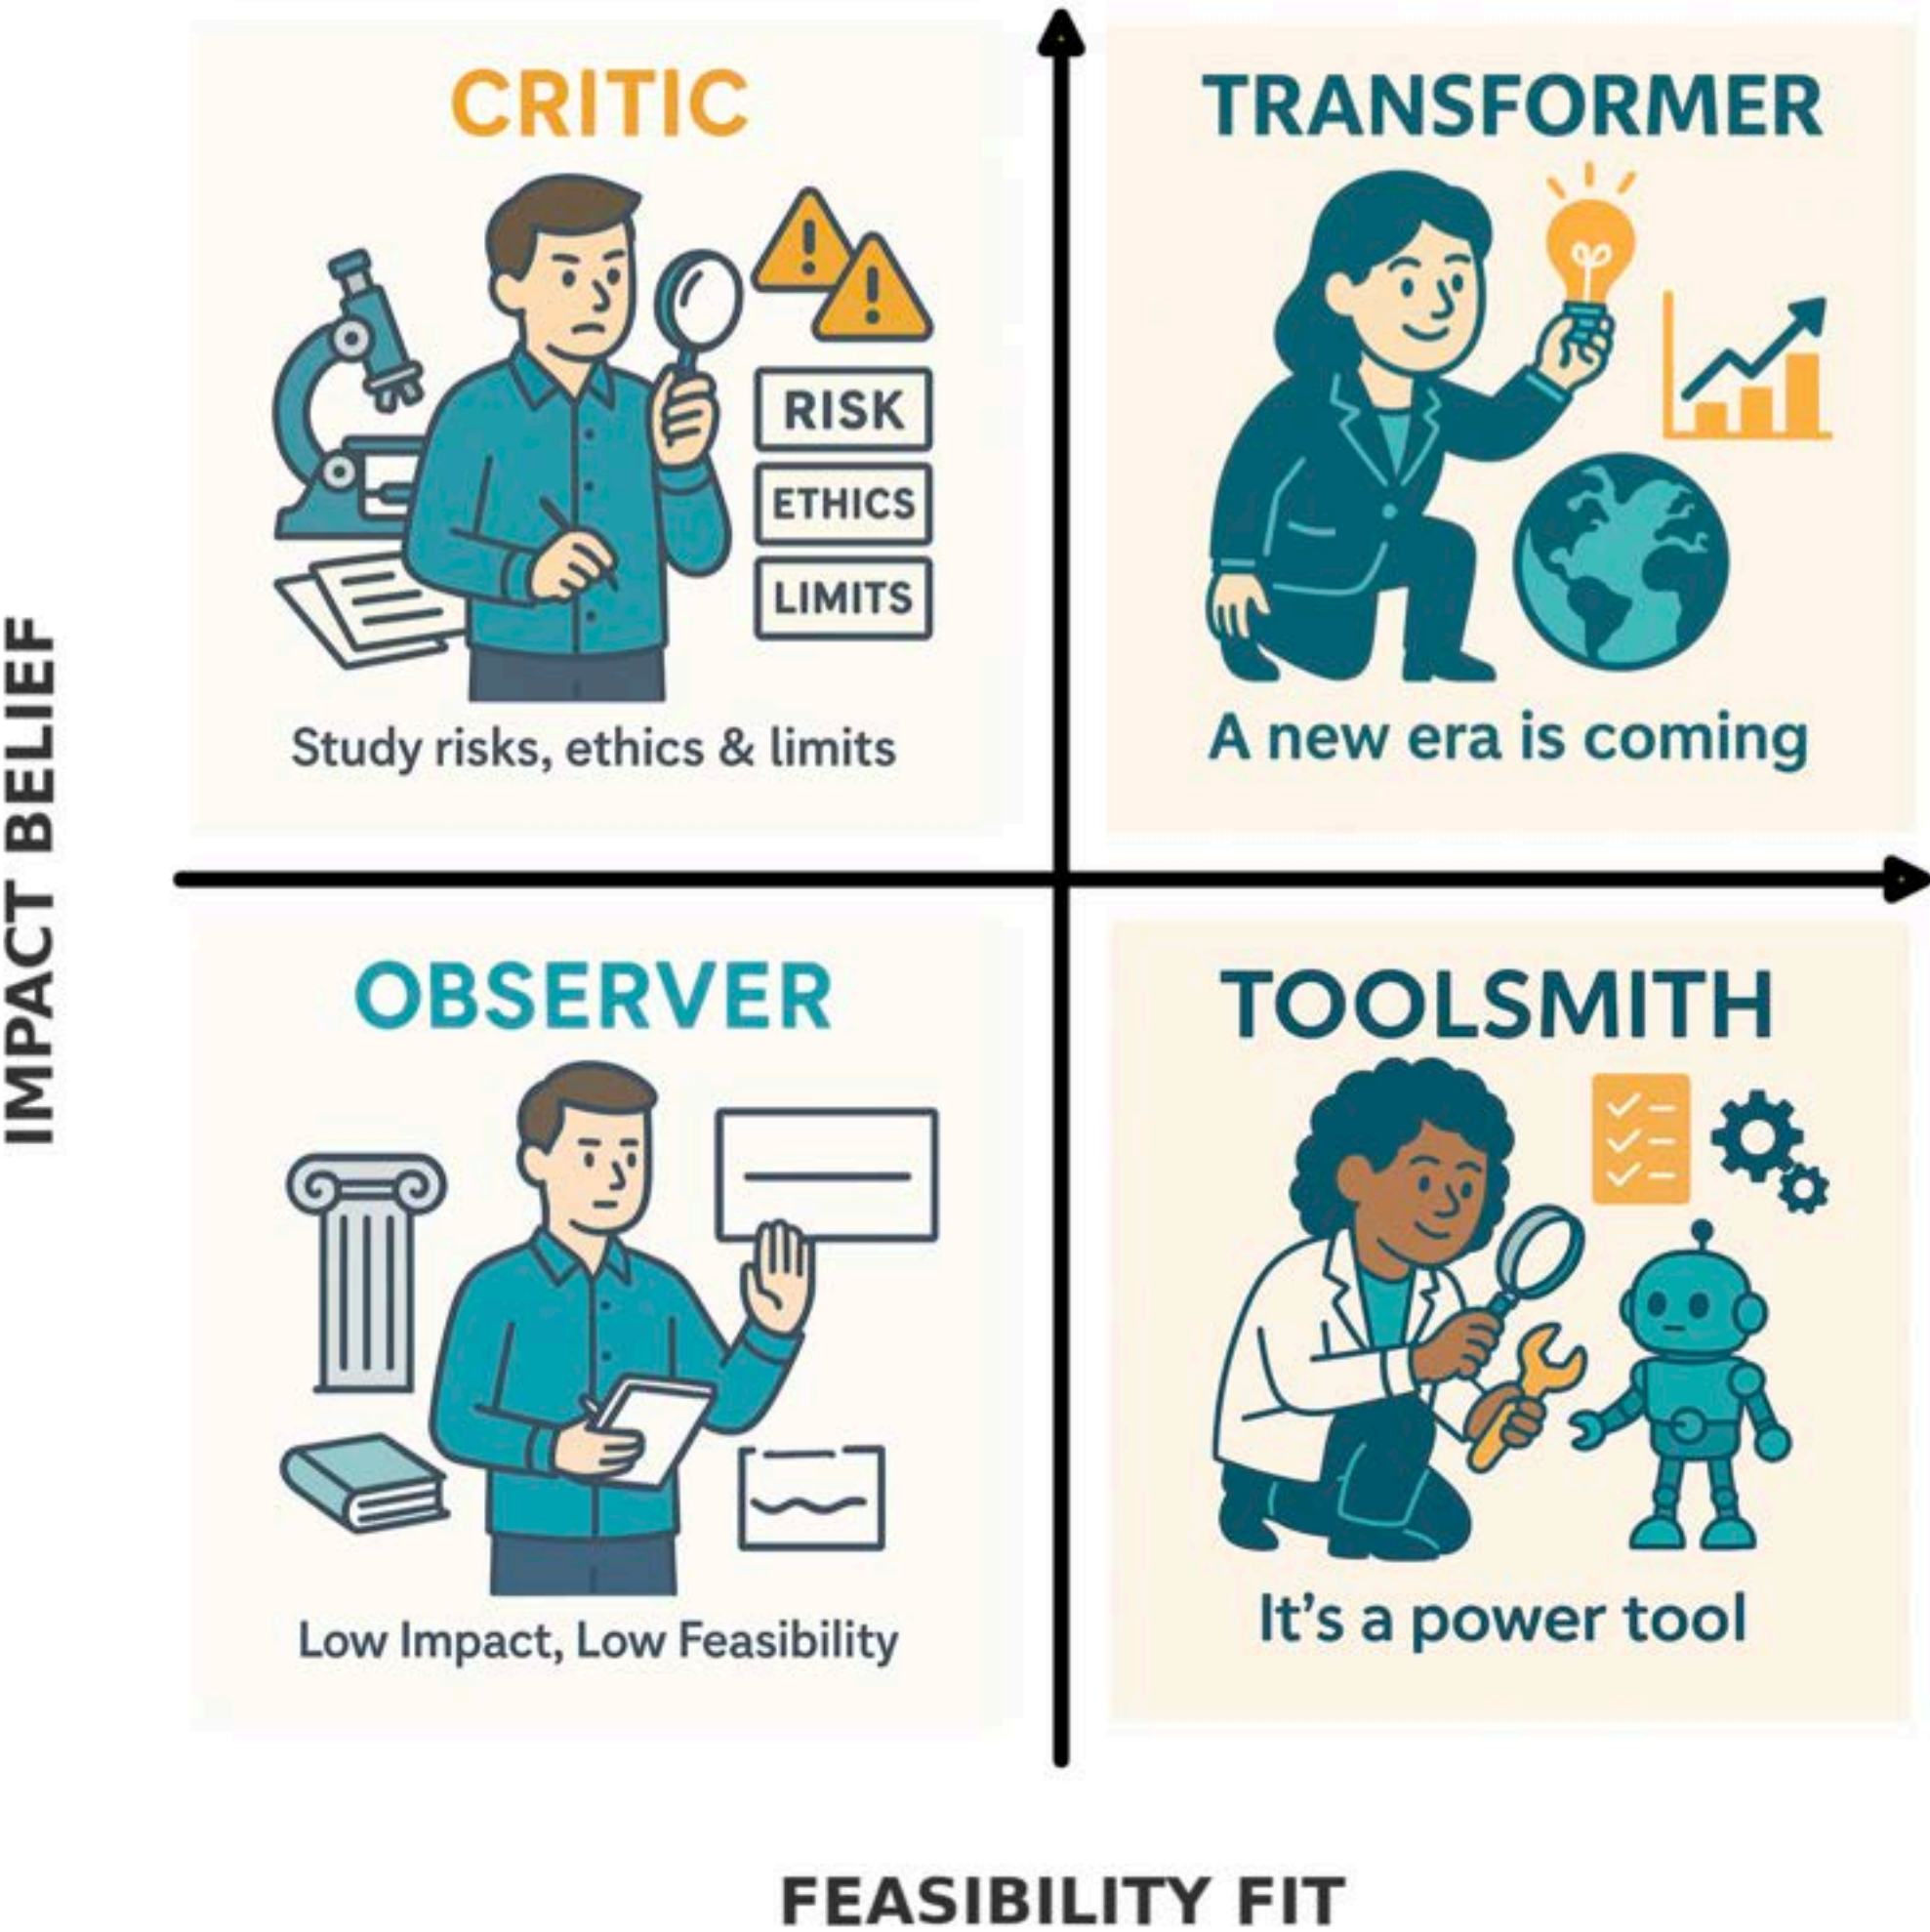 CRITIC
RISK
ETHICS
LIMITS
Study risks, ethics & limits
TRANSFORMER
A new era is coming
IMPACT BELIEF
OBSERVER
Low Impact, Low Feasibility
TOOLSMITH
It's a power tool
FEASIBILITY FIT